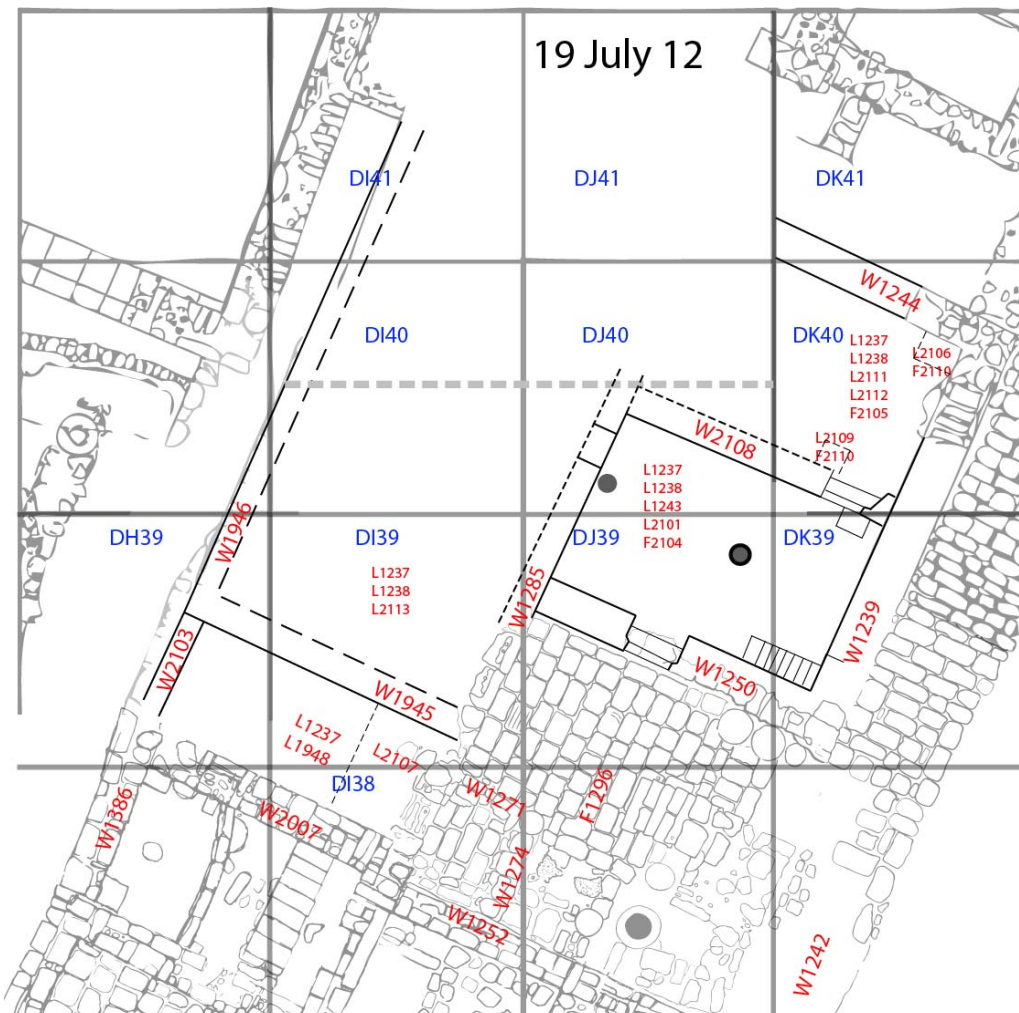 19 July 12
DI41
DJ41
DK41
W1244
DI40
DJ40
DK40
L1237
L1238
L2111
L2112
F2105
L2106
F2119
L2109
F2110
W2108
L1237
L1238
L1243
L2101
F2104
W1946
DH39
DI39
DJ39
DK39
L1237
L1238
L2113
W1285
W1239
W2103
W1945
W1250
L1237
L1948
L2107
DI38
W1271
F1296
W1386
W2007
W1274
W1252
W1242